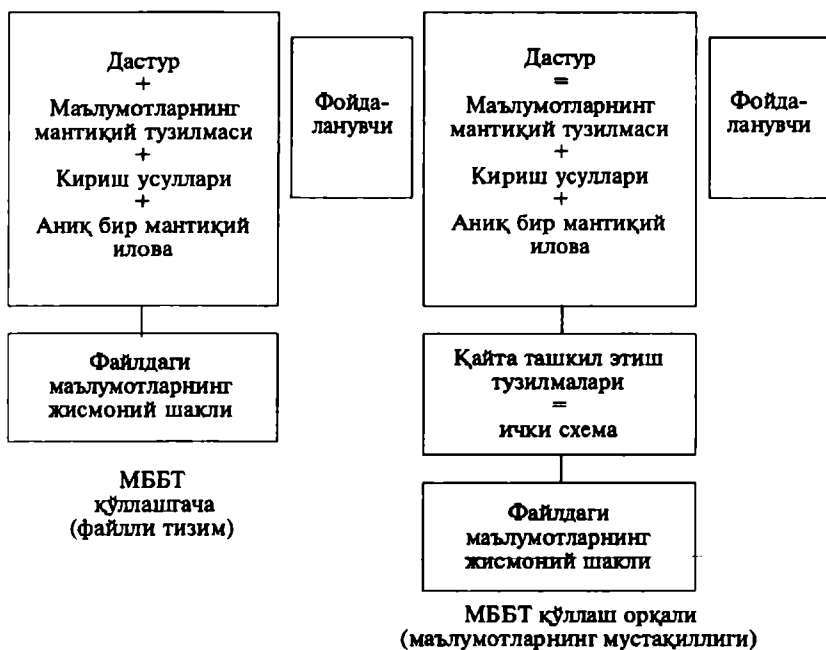 Дастур
+
Маълумотларнинг
мантиқий тузилмаси
+
Кириш усуллари
+
Аниқ бир мантиқий
илова
Фойда-
ланувчи
Файлдаги
маълумотларнинг
жисмоний шакли
МББТ
қўллашгача
(файлли тизим)
Дастур
=
Маълумотларнинг
мантиқий тузилмаси
+
Кириш усуллари
+
Аниқ бир мантиқий
илова
Фойда-
ланувчи
Қайта ташкил этиш
тузилмалари
=
ички схема
Файлдаги
маълумотларнинг
жисмоний шакли
МББТ қўллаш орқали
(маълумотларнинг мустақиллиги)